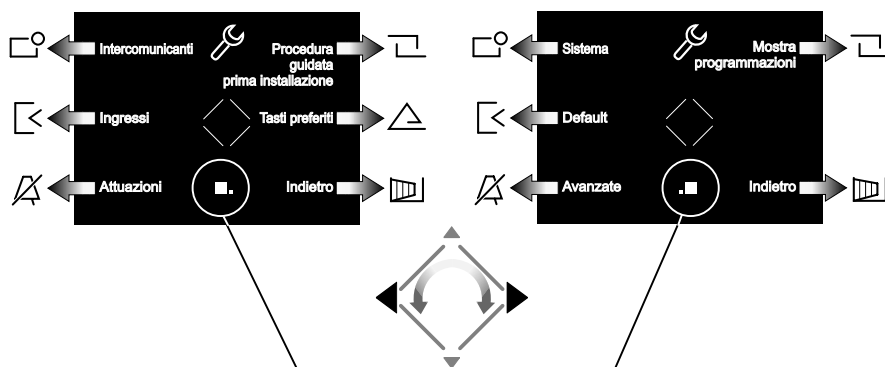 Intercomunicanti
Procedura
guidata
prima installazione
Ingressi
Tasti preferiti
Attuazioni
Indietro
Sistema
Mostra
programmazioni
Default
Avanzate
Indietro